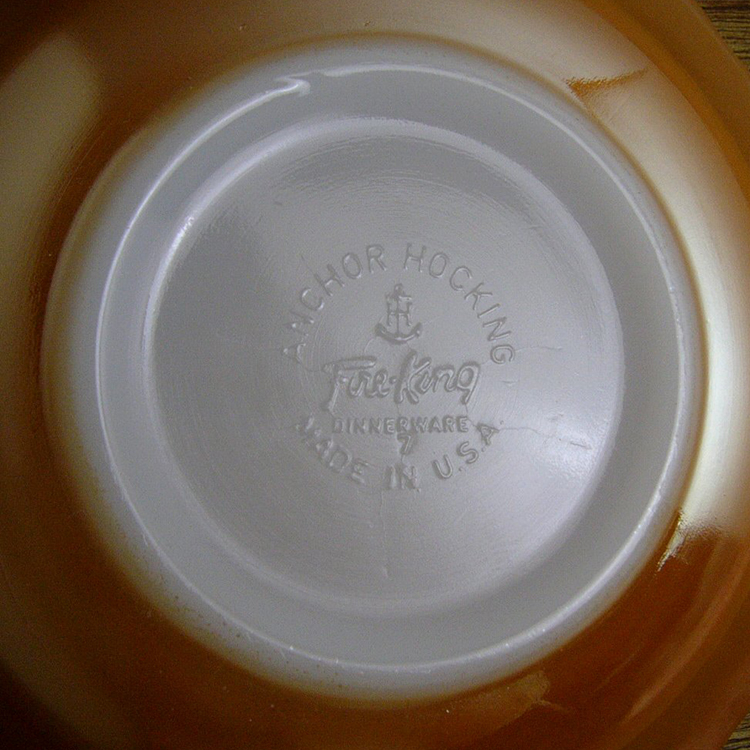 ANCHOR HOCKING
H
Fire-King
DINNERWARE
7
MADE IN U.S.A